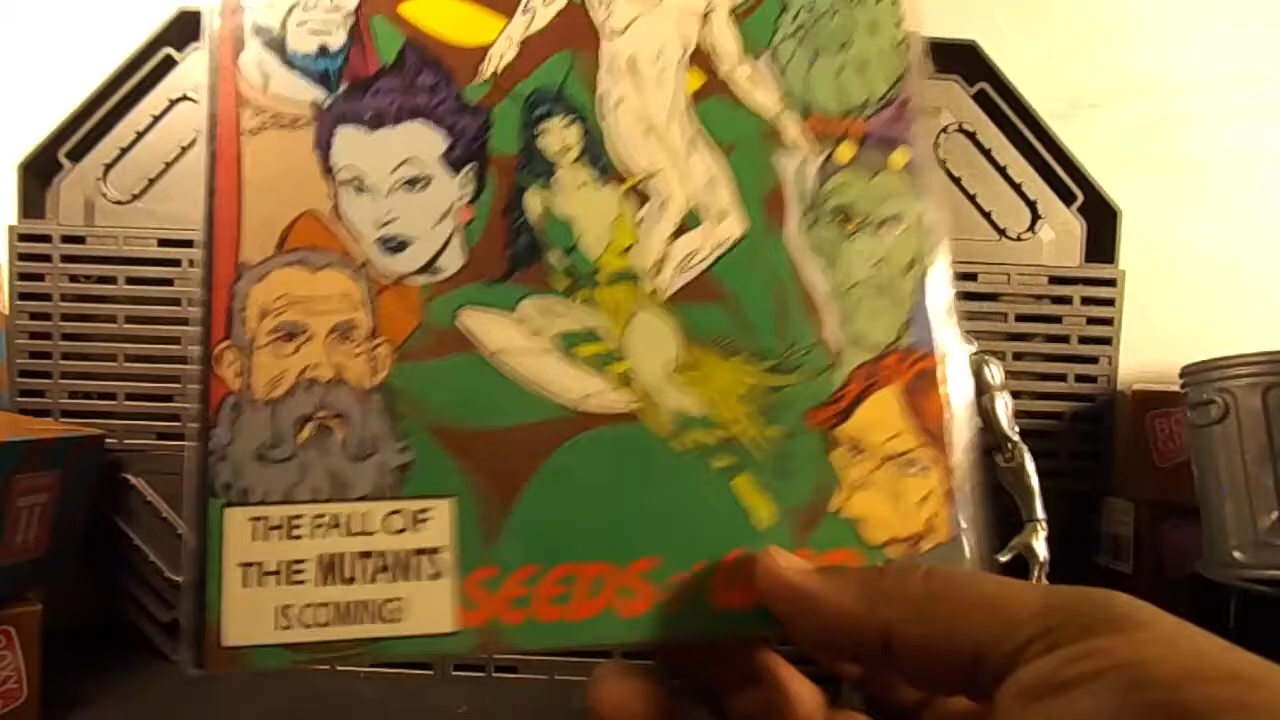 THE FALL OF
THE MUTANTS
IS COMING!
SEEDS